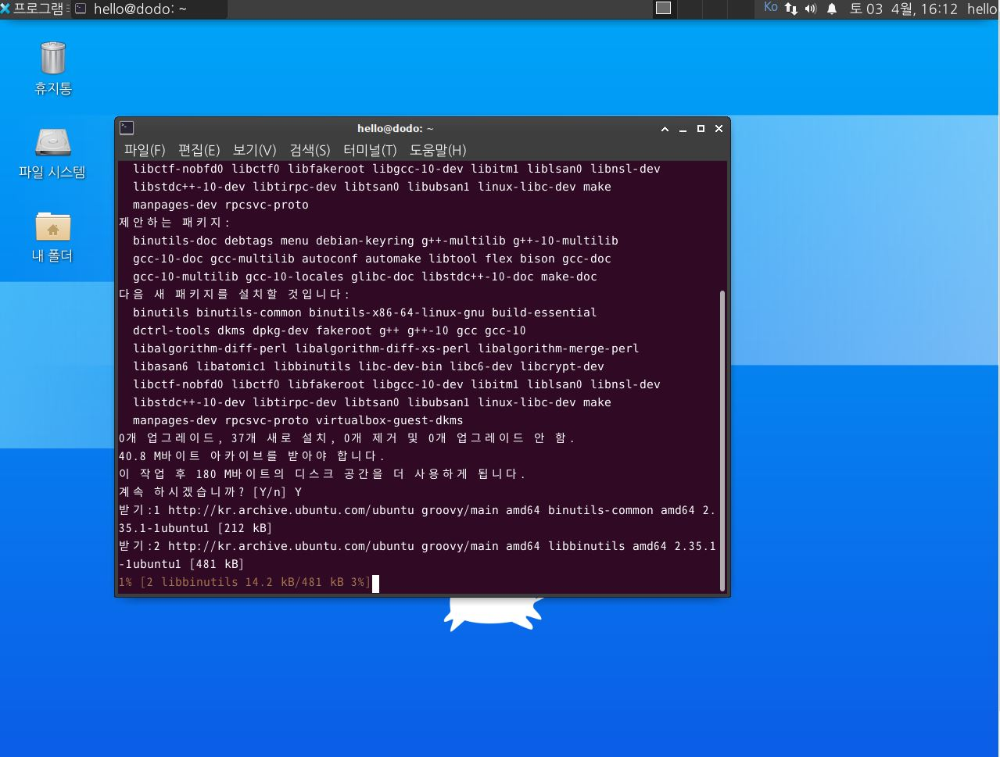 프로그램
hello@dodo: ~
Ko
토 03 4월, 16:12
hello
휴지통
파일 시스템
내 폴더
hello@dodo: ~
파일(F) 편집(E) 보기(V) 검색(S) 터미널(T) 도움말(H)
libctf-nobfd0 libctf0 libfakeroot libgcc-10-dev libitm1 liblsan0 libnsl-dev
libstdc++-10-dev libtirpc-dev libtsan0 libubsan1 linux-libc-dev make
manpages-dev rpcsvc-proto
제안하는 패키지:
binutils-doc debtags menu debian-keyring g++-multilib g++-10-multilib
gcc-10-doc gcc-multilib autoconf automake libtool flex bison gcc-doc
gcc-10-multilib gcc-10-locales glibc-doc libstdc++-10-doc make-doc
다음 새 패키지를 설치할 것입니다:
binutils binutils-common binutils-x86-64-linux-gnu build-essential
dctrl-tools dkms dpkg-dev fakeroot g++ g++-10 gcc gcc-10
libalgorithm-diff-perl libalgorithm-diff-xs-perl libalgorithm-merge-perl
libasan6 libatomic1 libbinutils libc-dev-bin libc6-dev libcrypt-dev
libctf-nobfd0 libctf0 libfakeroot libgcc-10-dev libitm1 liblsan0 libnsl-dev
libstdc++-10-dev libtirpc-dev libtsan0 libubsan1 linux-libc-dev make
manpages-dev rpcsvc-proto virtualbox-guest-dkms
0개 업그레이드, 37개 새로 설치, 0개 제거 및 0개 업그레이드 안 함.
40.8 M바이트 아카이브를 받아야 합니다.
이 작업 후 180 M바이트의 디스크 공간을 더 사용하게 됩니다.
계속 하시겠습니까? [Y/n] Y
받기:1 http://kr.archive.ubuntu.com/ubuntu groovy/main amd64 binutils-common amd64 2.
35.1-1ubuntu1 [212 kB]
받기:2 http://kr.archive.ubuntu.com/ubuntu groovy/main amd64 libbinutils amd64 2.35.1
-1ubuntu1 [481 kB]
1% [2 libbinutils 14.2 kB/481 kB 3%]